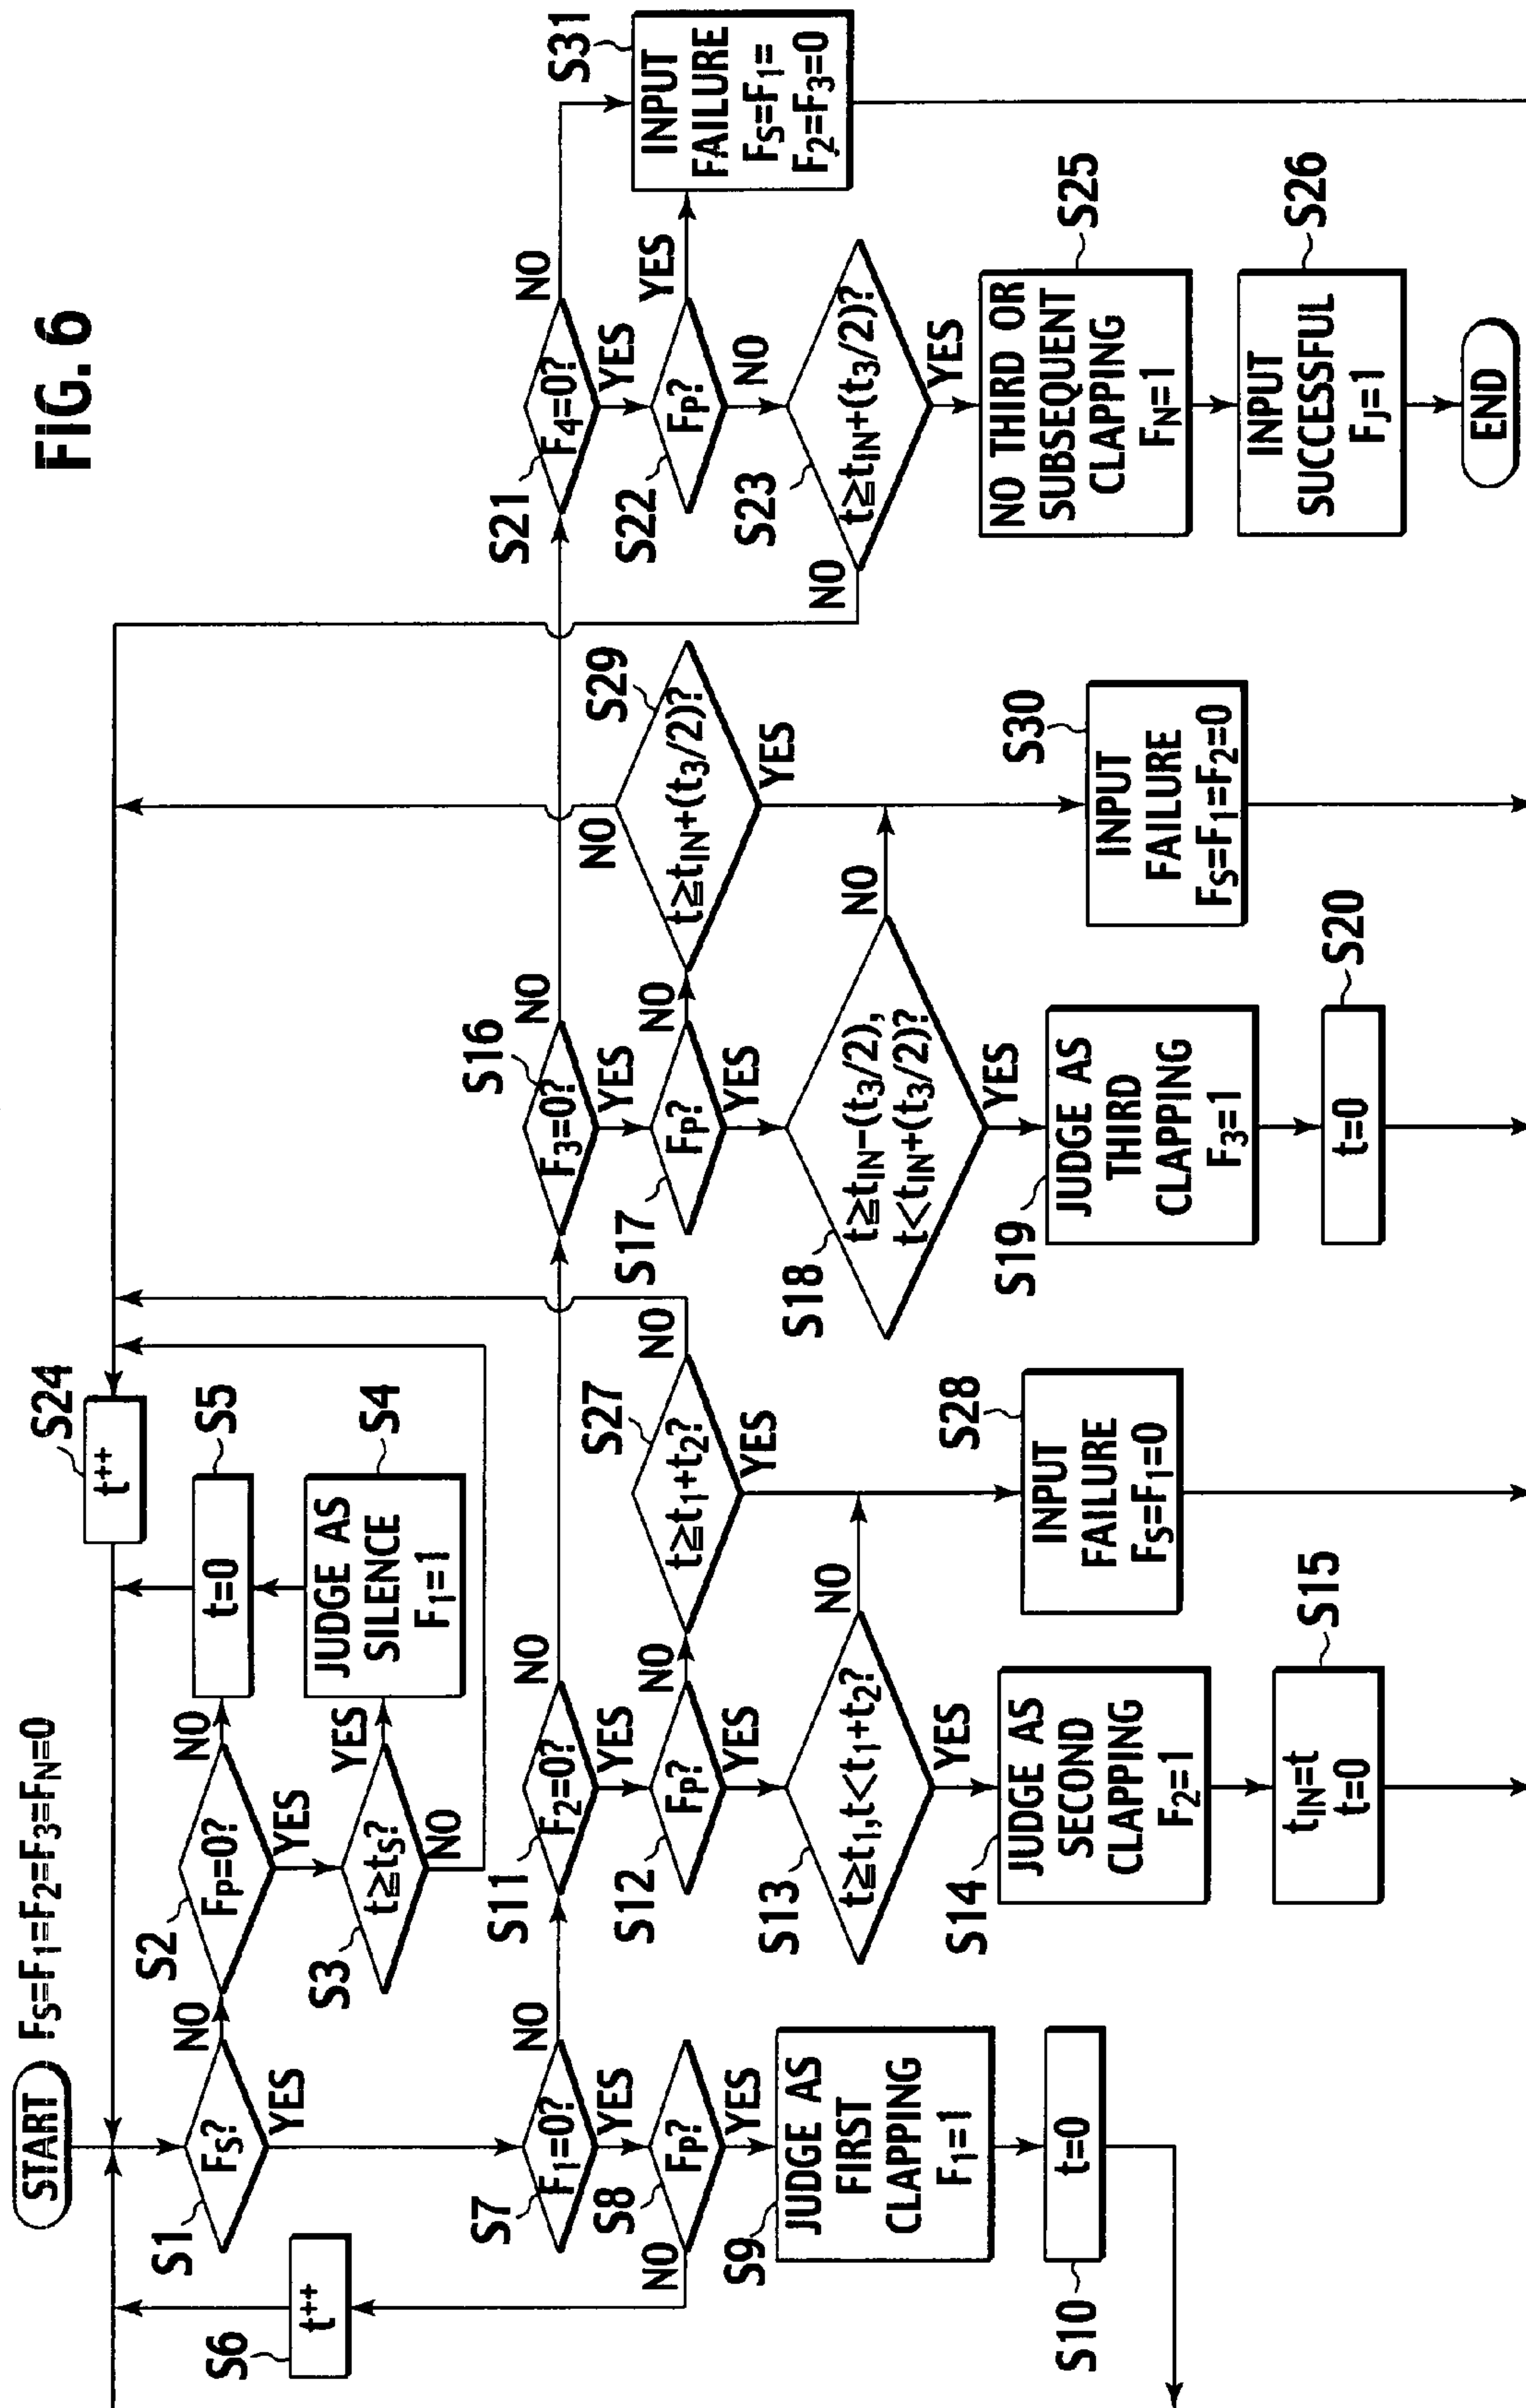 FIG. 6
START
FS=F1=F2=F3=FN=0
S1
FS?
NO
YES
S2
FP=0?
NO
YES
S3
t≧tS?
YES
NO
JUDGE AS
SILENCE
F1=1
S4
t=0
S5
t++
S24
t++
S6
S7
F1=0?
NO
YES
S8
FP?
NO
YES
S9
JUDGE AS
FIRST
CLAPPING
F1=1
S10
t=0
S11
F2=0?
NO
YES
S12
FP?
NO
YES
S13
t≧t1,t<t1+t2?
NO
YES
S14
JUDGE AS
SECOND
CLAPPING
F2=1
S15
tIN=t
t=0
S27
t≧t1+t2?
NO
YES
S28
INPUT
FAILURE
FS=F1=0
S16
F3=0?
NO
YES
S17
FP?
NO
YES
S18
t≧tIN-(t3/2),
t<tIN+(t3/2)?
NO
YES
S19
JUDGE AS
THIRD
CLAPPING
F3=1
S20
t=0
S29
t≧tIN+(t3/2)?
NO
YES
S30
INPUT
FAILURE
FS=F1=F2=0
S21
F4=0?
NO
YES
S22
FP?
YES
NO
S23
t≧tIN+(t3/2)?
NO
YES
NO THIRD OR
SUBSEQUENT
CLAPPING
FN=1
S25
INPUT
SUCCESSFUL
FJ=1
S26
END
S31
INPUT
FAILURE
FS=F1=
F2=F3=0